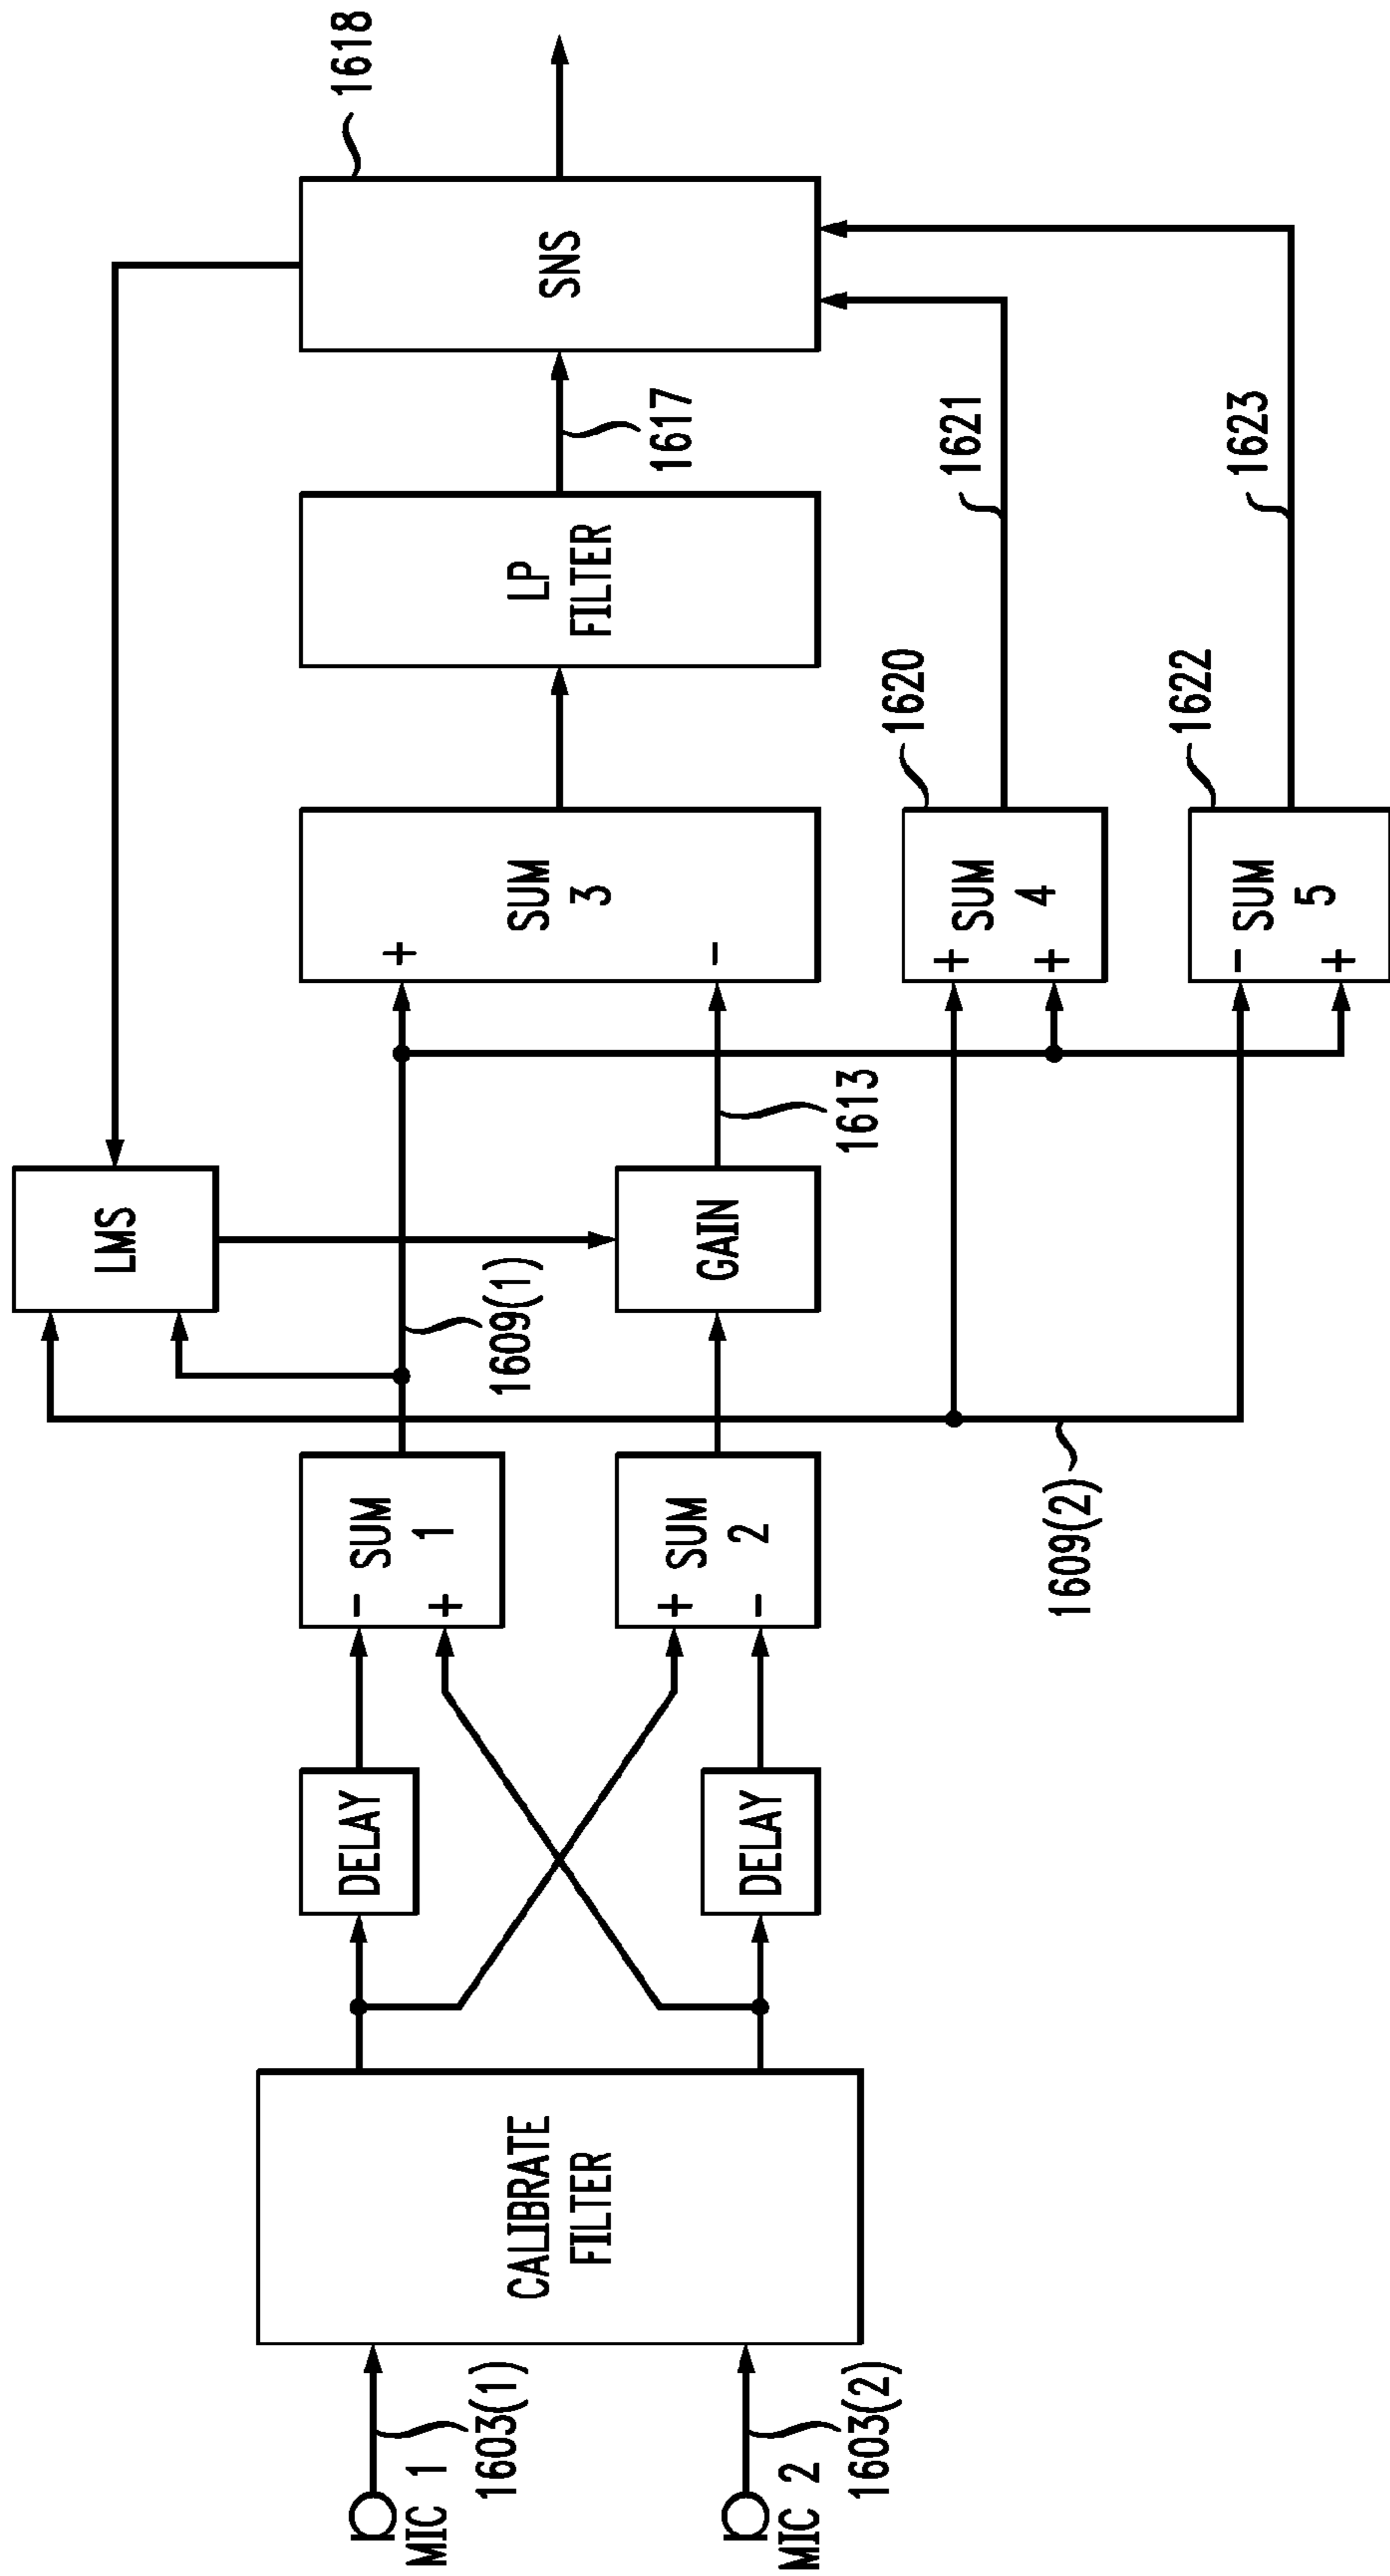 MIC 1
1603(1)
MIC 2
1603(2)
CALIBRATE
FILTER
DELAY
DELAY
- SUM
+ 1
+ SUM
- 2
1609(1)
1609(2)
LMS
GAIN
1613
+ SUM
3
-
+ SUM
+ 4
1620
- SUM
+ 5
1622
LP
FILTER
1617
1621
1623
SNS
1618